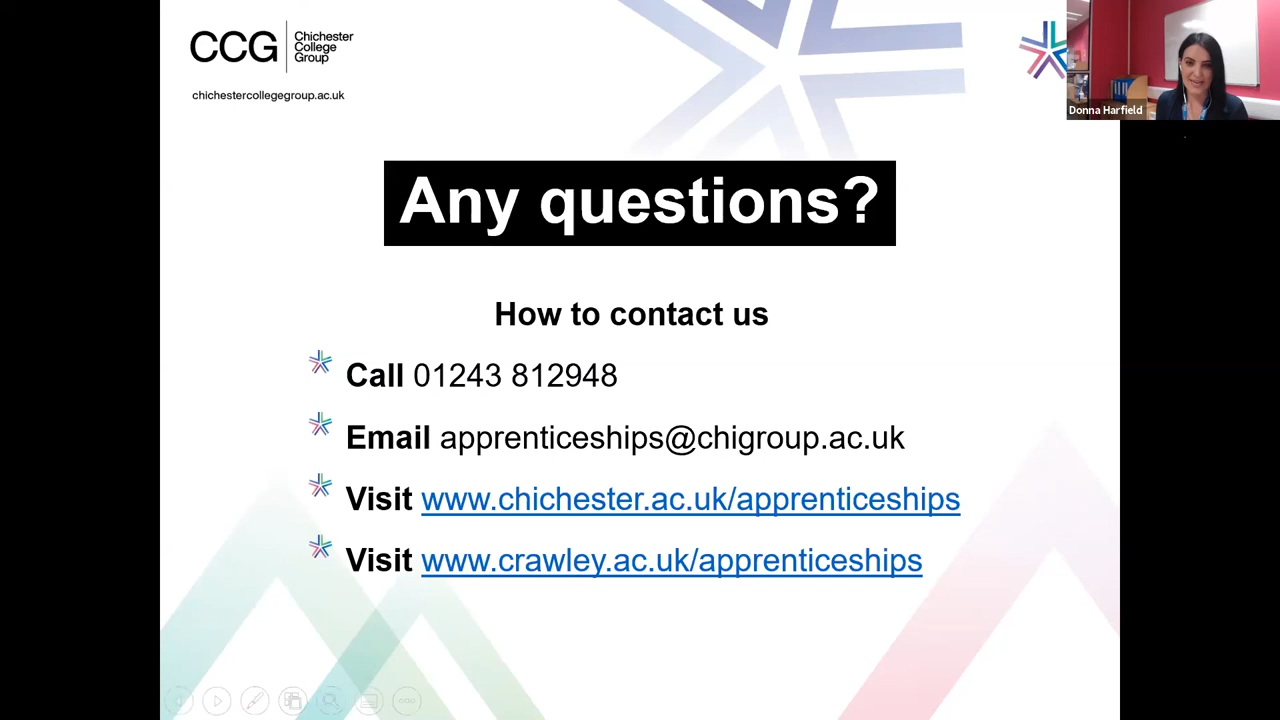 CCG
Chichester
College
Group
chichestercollegegroup.ac.uk
Donna Harfield
Any questions?
How to contact us
Call 01243 812948
Email apprenticeships@chigroup.ac.uk
Visit www.chichester.ac.uk/apprenticeships
Visit www.crawley.ac.uk/apprenticeships